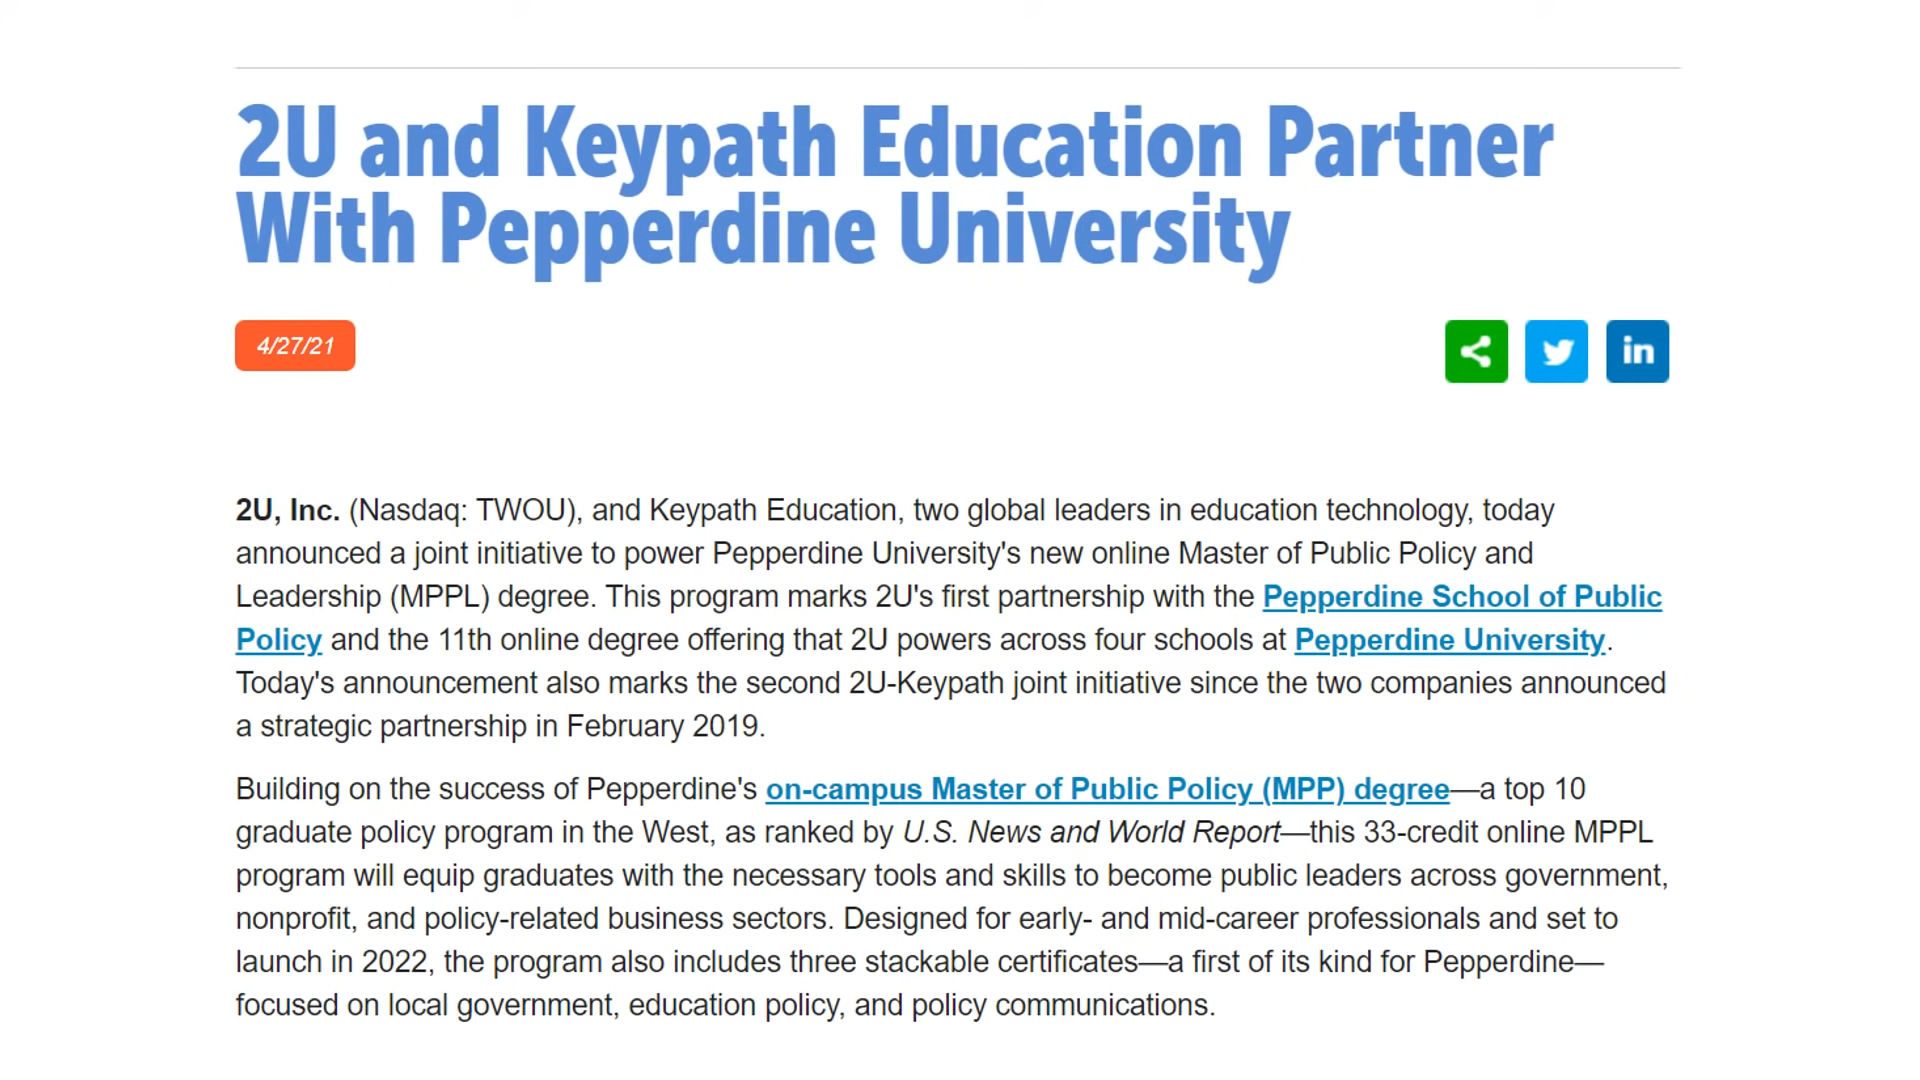 2U and Keypath Education Partner
With Pepperdine University
4/27/21
in
2U, Inc. (Nasdaq: TWOU), and Keypath Education, two global leaders in education technology, today
announced a joint initiative to power Pepperdine University's new online Master of Public Policy and
Leadership (MPPL) degree. This program marks 2U's first partnership with the Pepperdine School of Public
Policy and the 11th online degree offering that 2U powers across four schools at Pepperdine University.
Today's announcement also marks the second 2U-Keypath joint initiative since the two companies announced
a strategic partnership in February 2019.
Building on the success of Pepperdine's on-campus Master of Public Policy (MPP) degree—a top 10
graduate policy program in the West, as ranked by U.S. News and World Report—this 33-credit online MPPL
program will equip graduates with the necessary tools and skills to become public leaders across government,
nonprofit, and policy-related business sectors. Designed for early- and mid-career professionals and set to
launch in 2022, the program also includes three stackable certificates—a first of its kind for Pepperdine—
focused on local government, education policy, and policy communications.